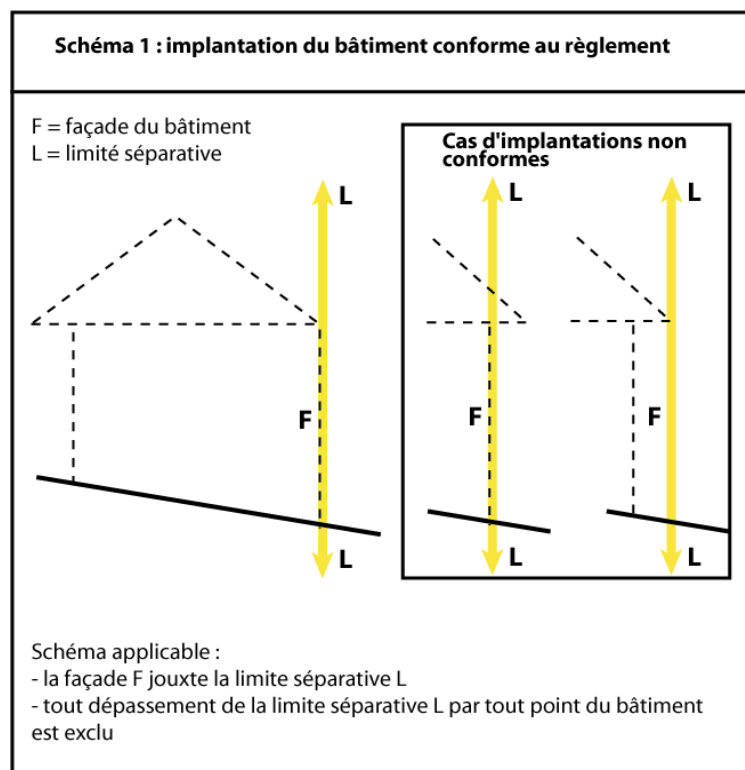 Schéma 1 : implantation du bâtiment conforme au règlement
F = façade du bâtiment
L = limité séparative
Cas d'implantations non
conformes
L
L
L
F
F
F
L
L
L
Schéma applicable :
- la façade F jouxte la limite séparative L
- tout dépassement de la limite séparative L par tout point du bâtiment
est exclu